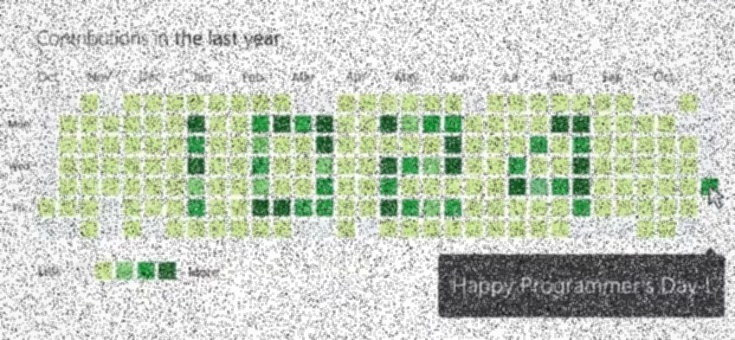 Contributions in the last year
Oct Nov Dec Jan Feb Mar Apr May Jun Jul Aug Sep Oct
Mon
1024
Wed
Fri
Less More
Happy Programmer's Day !